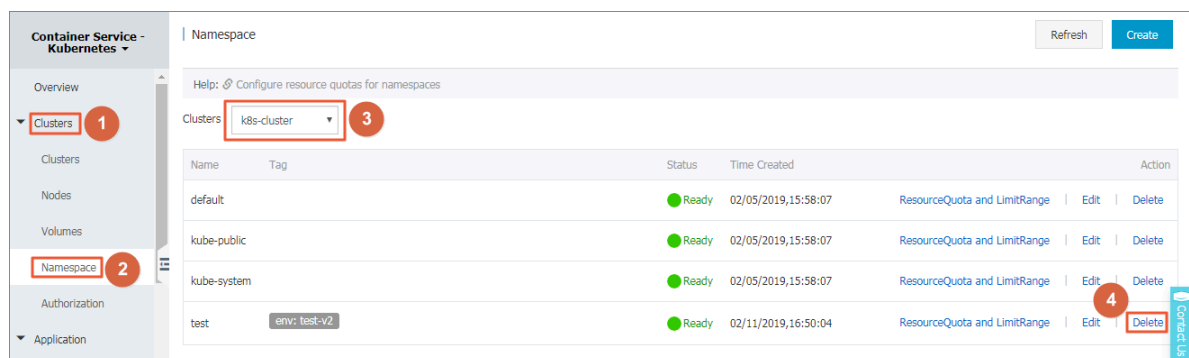 Container Service -
Kubernetes
Namespace
Refresh
Create
Overview
Help: Configure resource quotas for namespaces
Clusters
1
Clusters k8s-cluster
3
Clusters
Name Tag Status Time Created Action
Nodes
default Ready 02/05/2019,15:58:07 ResourceQuota and LimitRange | Edit | Delete
Volumes
kube-public Ready 02/05/2019,15:58:07 ResourceQuota and LimitRange | Edit | Delete
Namespace
2
kube-system Ready 02/05/2019,15:58:07 ResourceQuota and LimitRange | Edit | Delete
4
Authorization
test env: test-v2 Ready 02/11/2019,16:50:04 ResourceQuota and LimitRange | Edit | Delete
Application
Contact Us